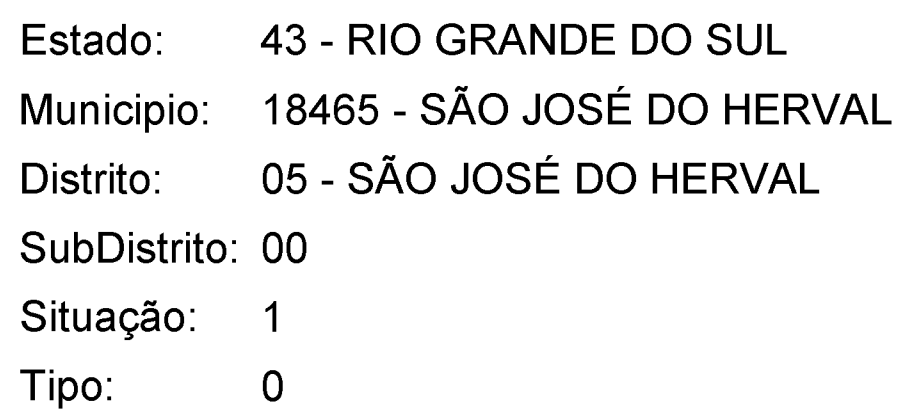 Estado: 43 - RIO GRANDE DO SUL
Municipio: 18465 - SÃO JOSÉ DO HERVAL
Distrito: 05 - SÃO JOSÉ DO HERVAL
SubDistrito: 00
Situação: 1
Tipo: 0